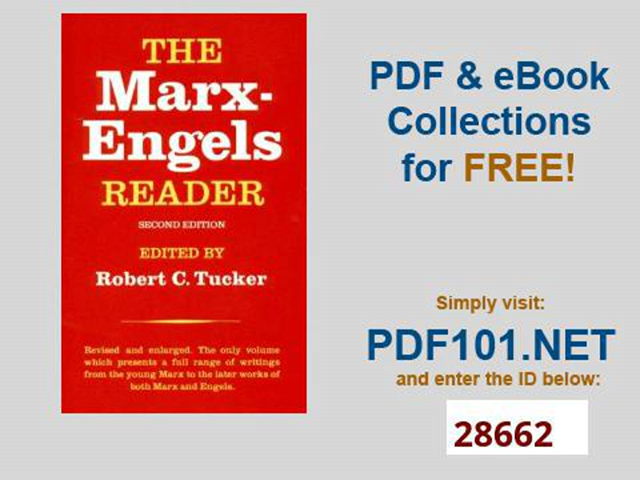 THE
Marx-
Engels
READER
SECOND EDITION
EDITED BY
Robert C. Tucker
Revised and enlarged. The only volume
which presents a full range of writings
from the young Marx to the later works of
both Marx and Engels.
PDF & eBook
Collections
for FREE!
Simply visit:
PDF101.NET
and enter the ID below:
28662